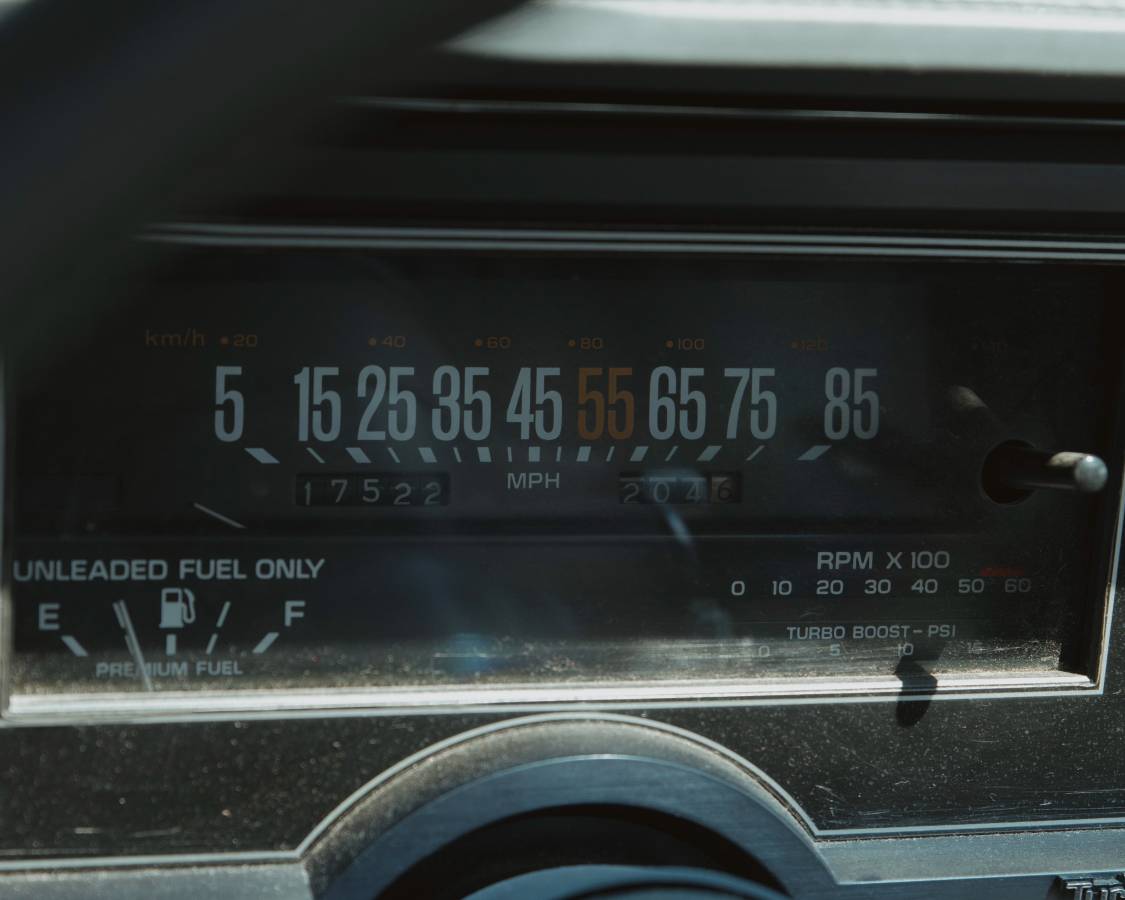 km/h 20 40 60 80 100 120
5 15 25 35 45 55 65 75 85
17522 MPH 2046
UNLEADED FUEL ONLY
E F
PREMIUM FUEL
RPM X 100
0 10 20 30 40 50 60
TURBO BOOST-PSI
0 5 10